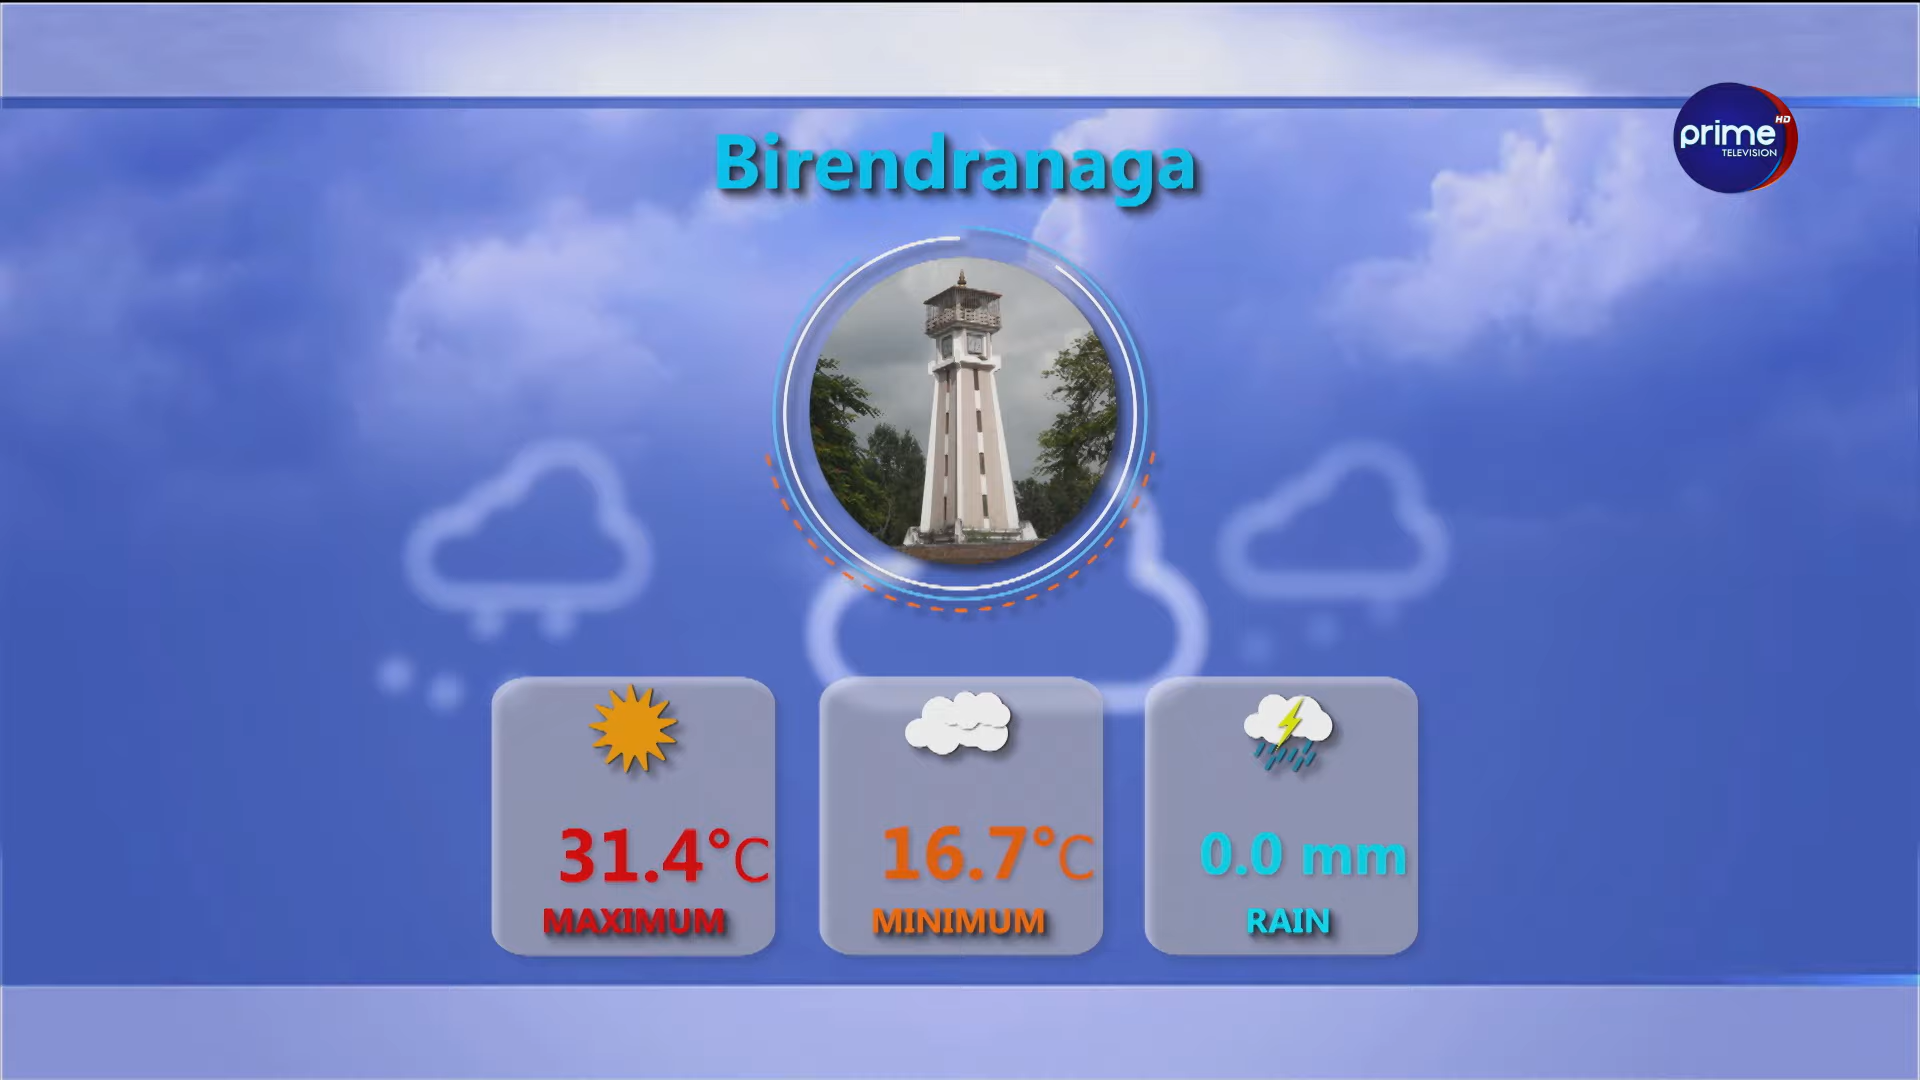 Birendranaga
prime HD
TELEVISION
31.4°C
MAXIMUM
16.7°C
MINIMUM
0.0 mm
RAIN